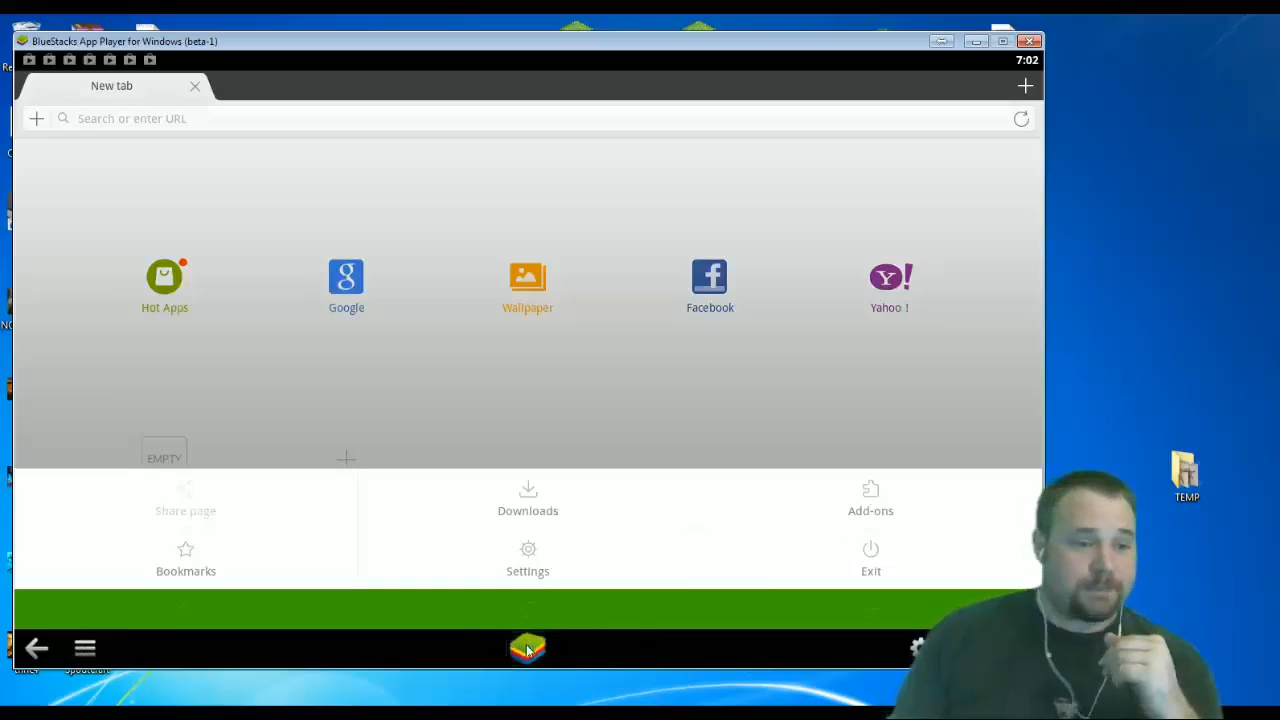 BlueStacks App Player for Windows (beta-1)
7:02
New tab
Search or enter URL
Hot Apps
Google
Wallpaper
Facebook
Yahoo !
EMPTY
Share page
Downloads
Add-ons
Bookmarks
Settings
Exit
TEMP